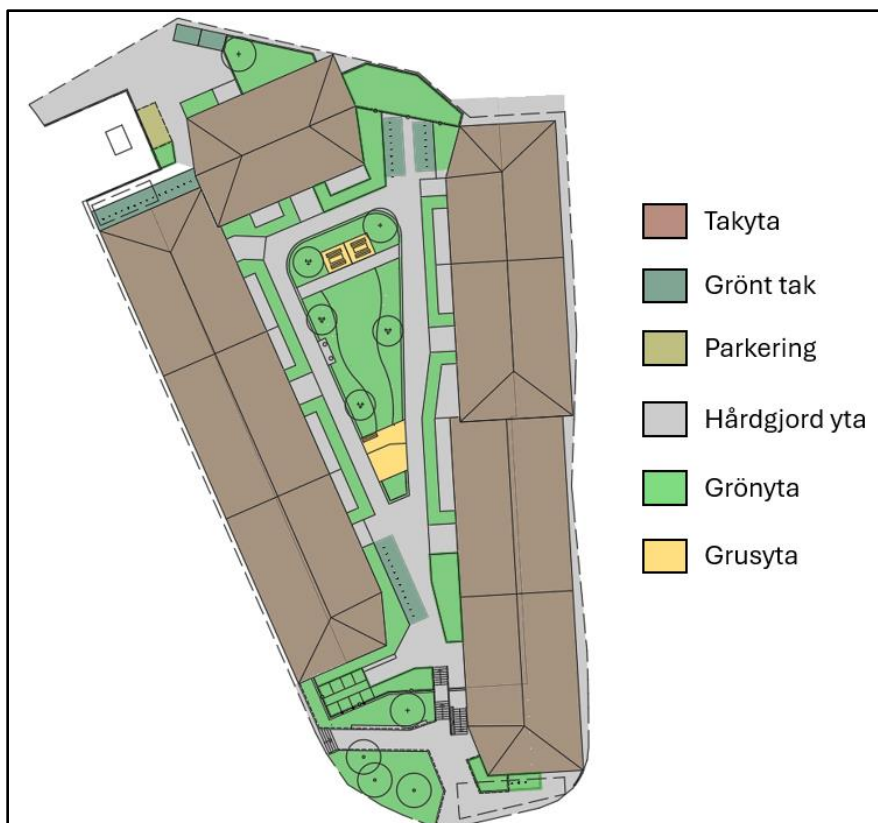 Takyta
Grönt tak
Parkering
Hårdgjord yta
Grönyta
Grusyta